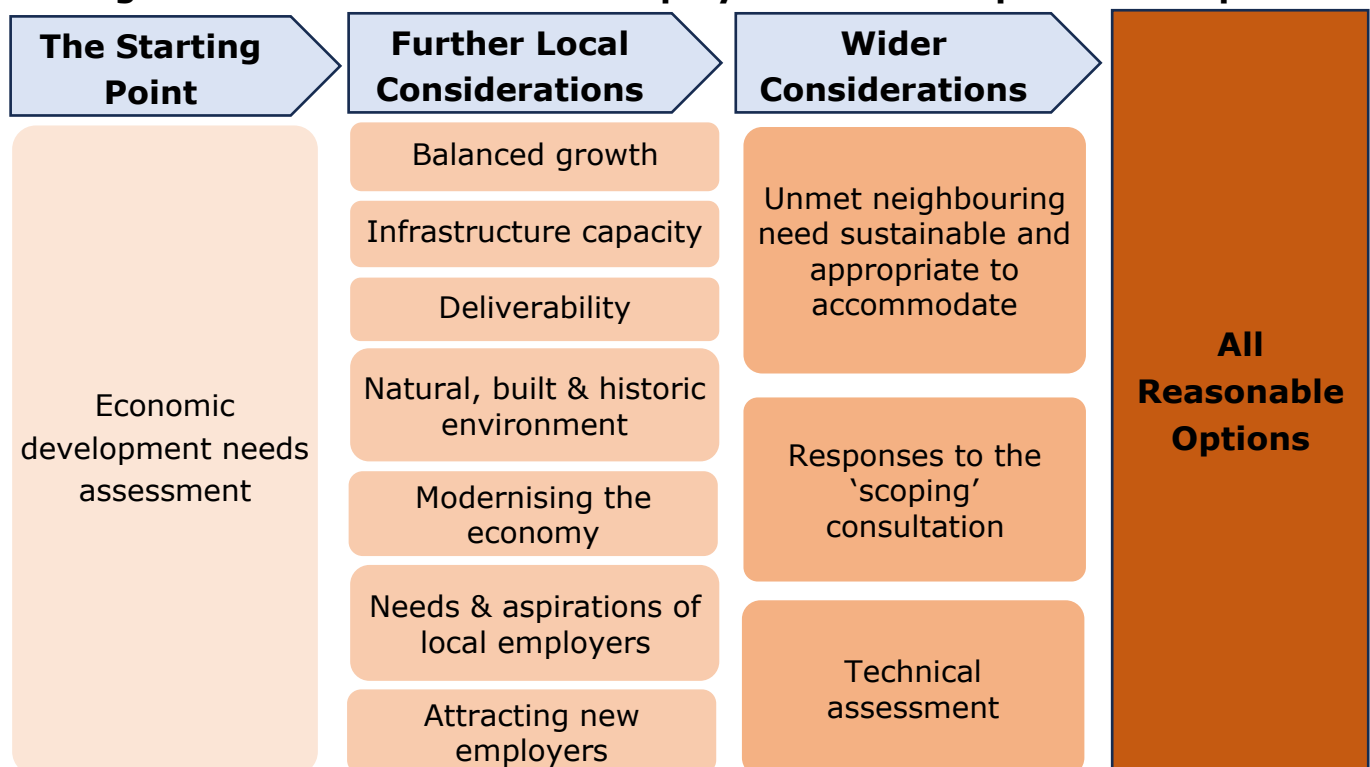 The Starting
Point
Further Local
Considerations
Wider
Considerations
All
Reasonable
Options
Economic
development needs
assessment
Balanced growth
Infrastructure capacity
Deliverability
Natural, built & historic
environment
Modernising the
economy
Needs & aspirations of
local employers
Attracting new
employers
Unmet neighbouring
need sustainable and
appropriate to
accommodate
Responses to the
‘scoping’
consultation
Technical
assessment